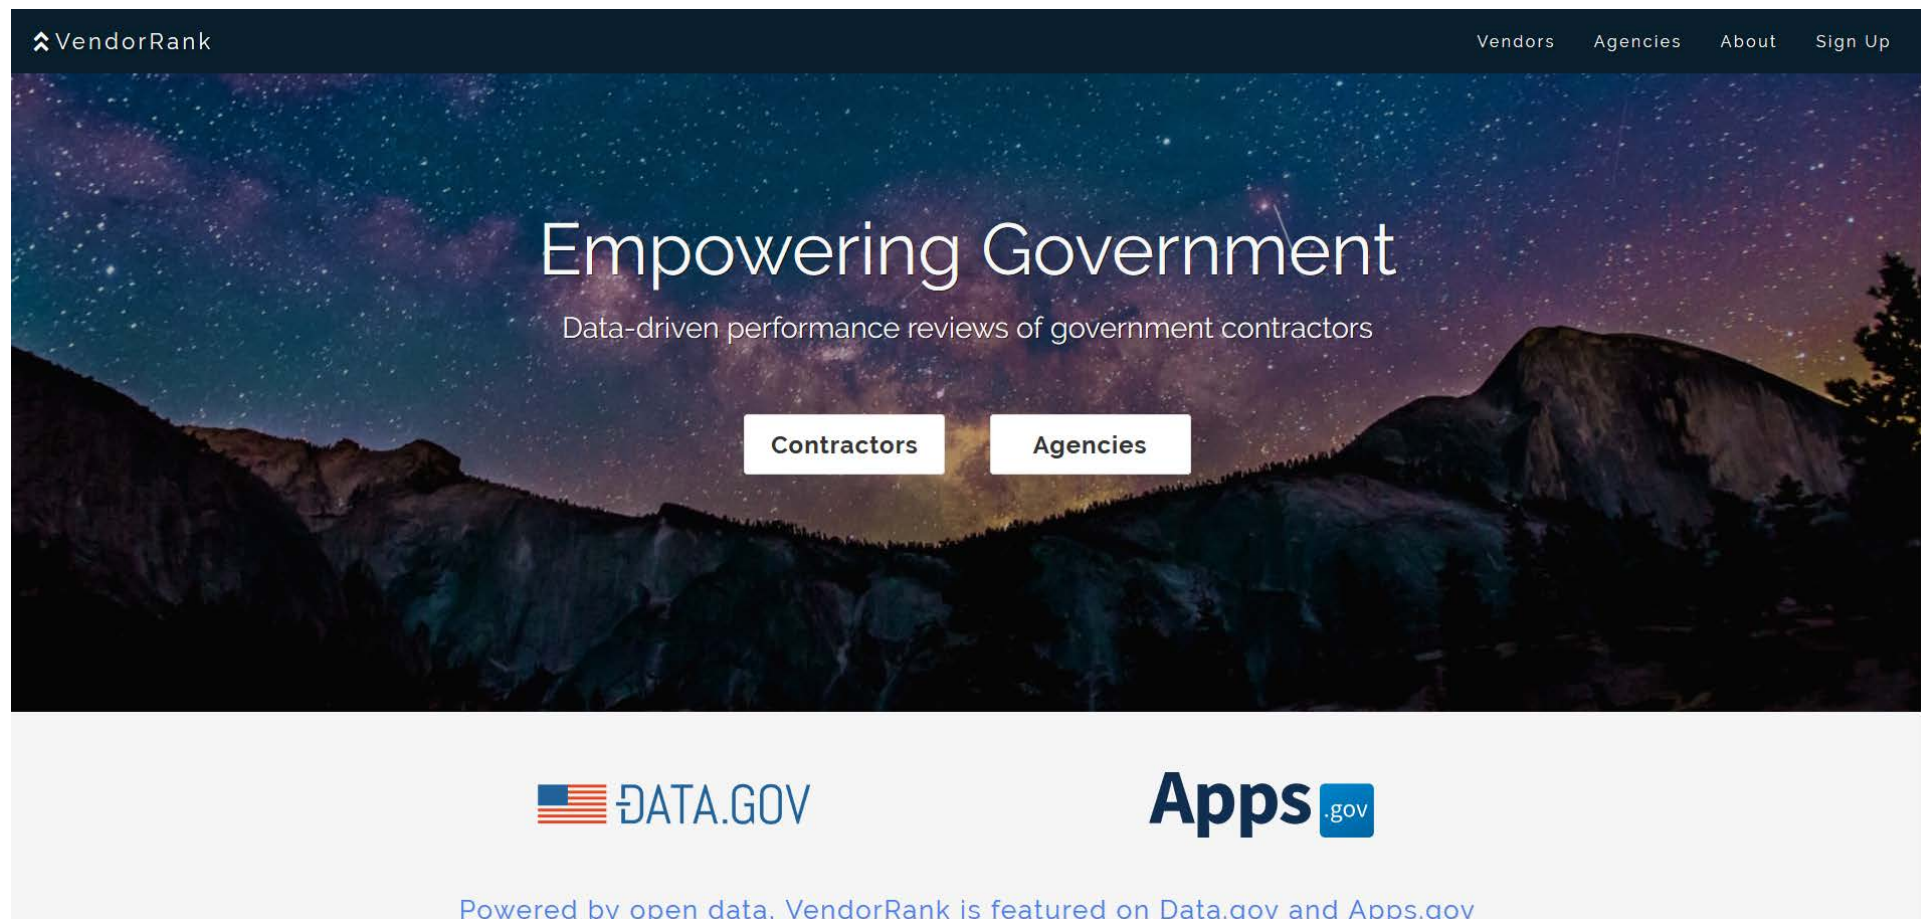 VendorRank
Vendors Agencies About Sign Up
Empowering Government
Data-driven performance reviews of government contractors
Contractors Agencies
DATA.GOV
Apps.gov
Powered by open data. VendorRank is featured on Data.gov and Apps.gov